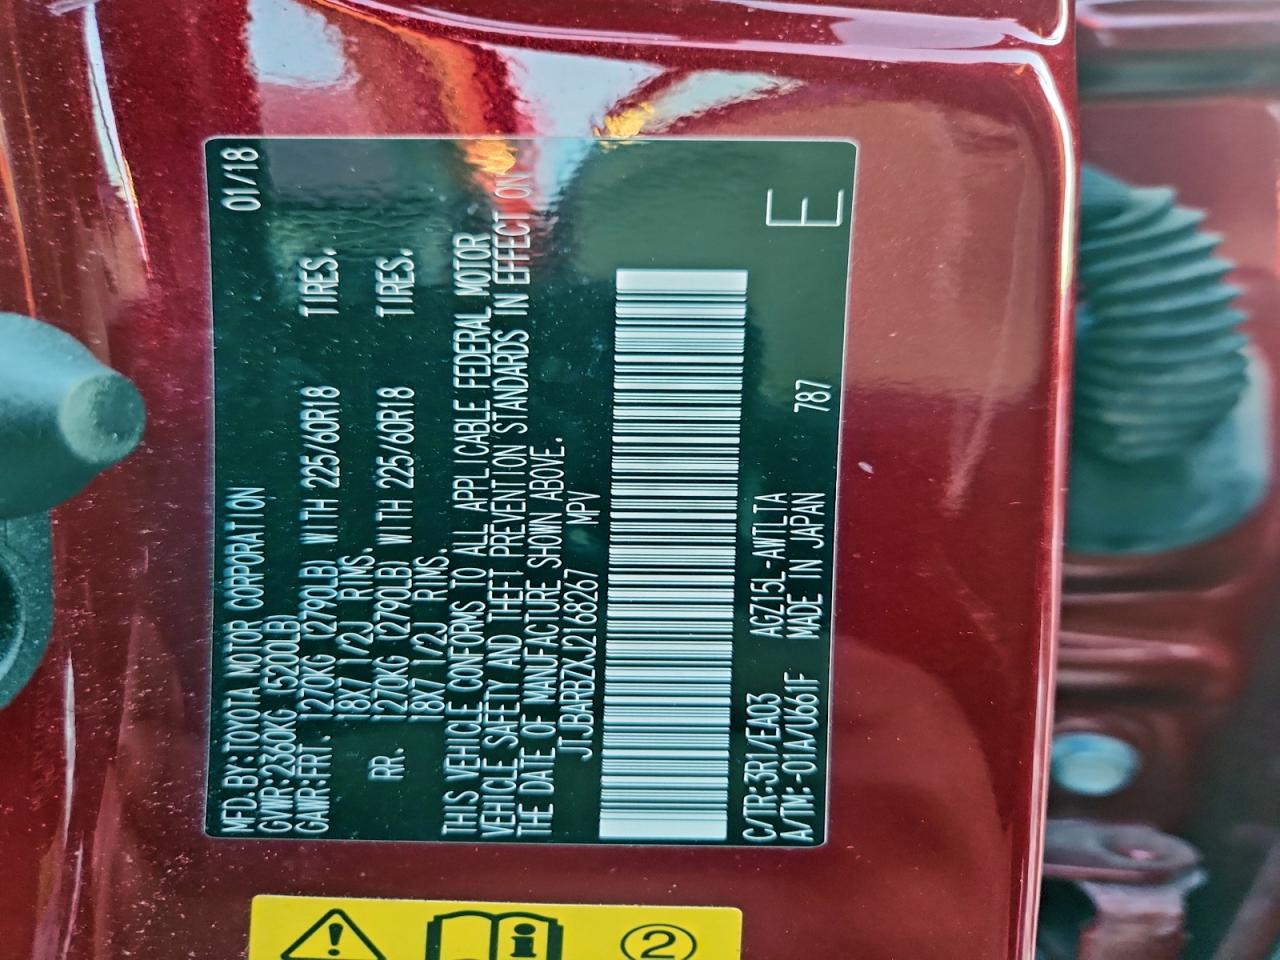 MFD.BY:TOYOTA MOTOR CORPORATION 01/18
GVWR:2360KG (5200LB)
GAWR:FRT. 1270KG (2790LB) WITH 225/60R18 TIRES.
18X7 1/2J RIMS.
RR. 1270KG (2790LB) WITH 225/60R18 TIRES.
18X7 1/2J RIMS.
THIS VEHICLE CONFORMS TO ALL APPLICABLE FEDERAL MOTOR
VEHICLE SAFETY AND THEFT PREVENTION STANDARDS IN EFFECT ON
THE DATE OF MANUFACTURE SHOWN ABOVE.
JTJBARBZXJ2168267 MPV
C/TR:3R1/EA03 AGZ15L-AWTLTA
A/TM:-01A/U661F MADE IN JAPAN 787 E
i 2